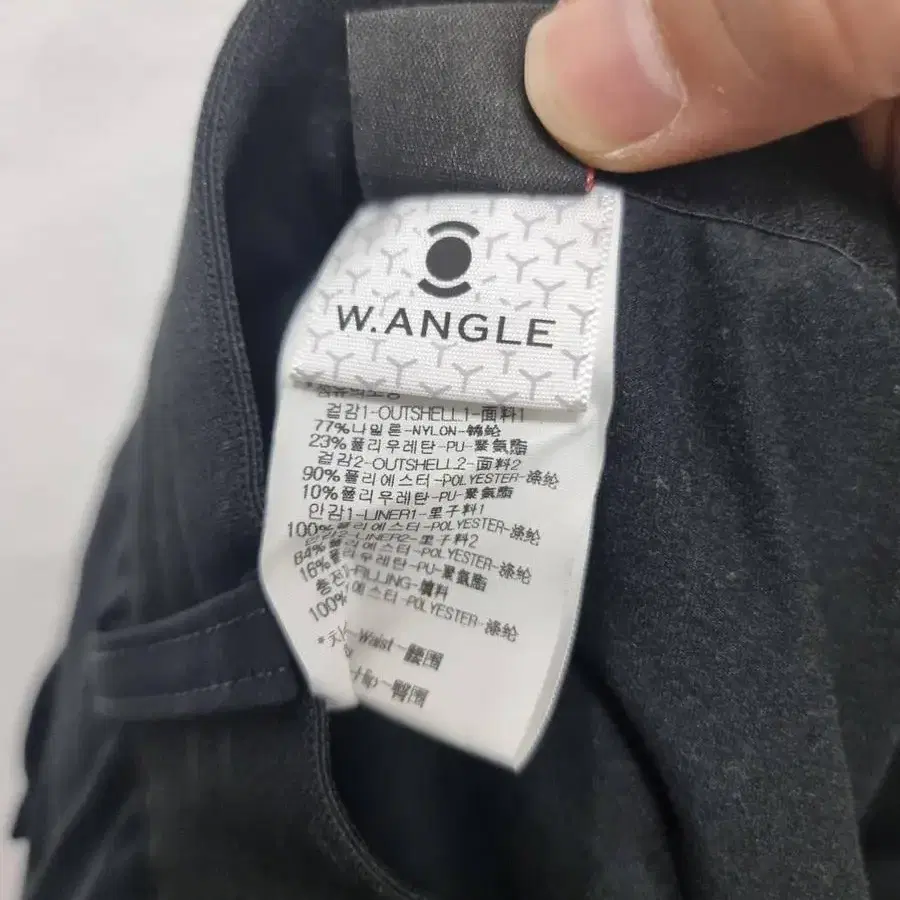 W.ANGLE
겉감1-OUTSHELL1-面料1
77%나일론-NYLON-锦纶
23%폴리우레탄-PU-聚氨酯
겉감2-OUTSHELL2-面料2
90%폴리에스터-POLYESTER-涤纶
10%폴리우레탄-PU-聚氨酯
안감1-LINER1-里子料1
100%폴리에스터-POLYESTER-涤纶
안감2-LINER2-里子料2
84%폴리에스터-POLYESTER-涤纶
16%폴리우레탄-PU-聚氨酯
충전1-FILLING-填料
100% 에스터-POLYESTER-涤纶
Waist-腰围
臀围